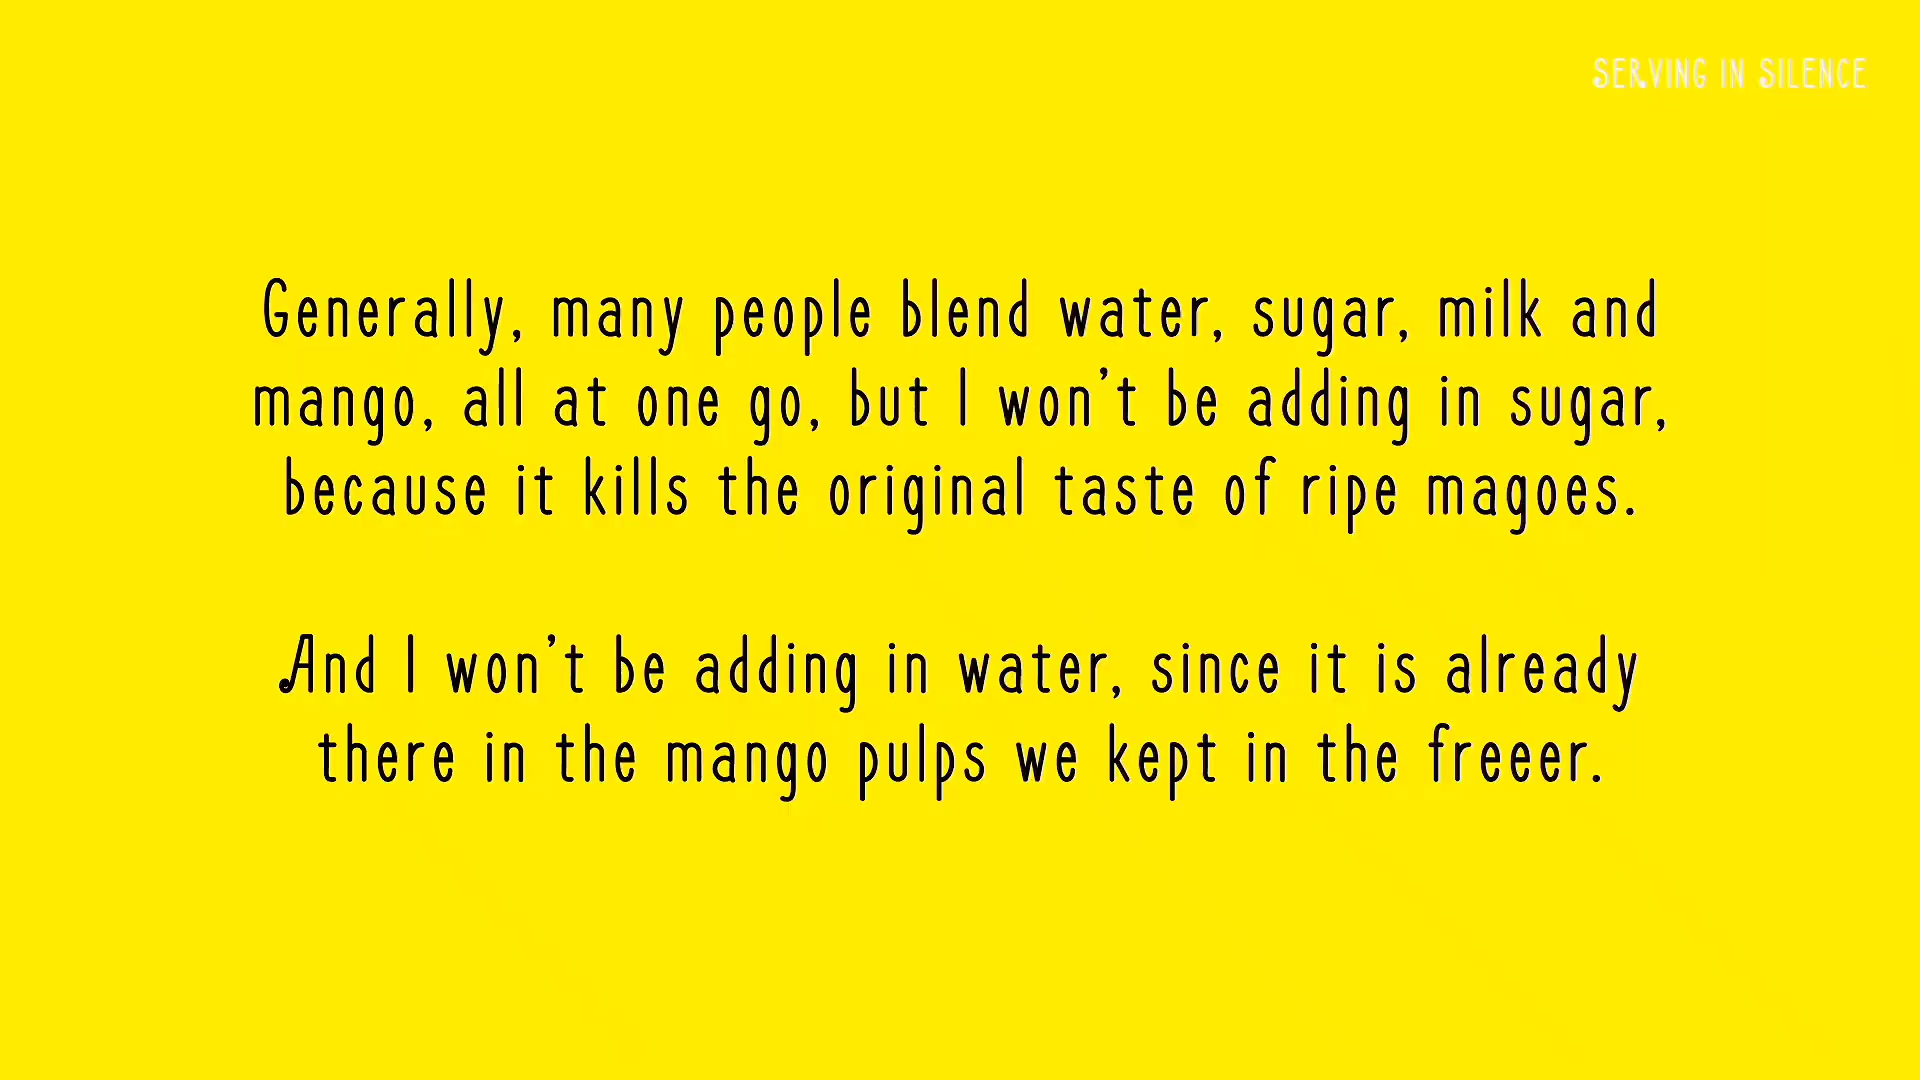 SERVING IN SILENCE
Generally, many people blend water, sugar, milk and
mango, all at one go, but I won't be adding in sugar,
because it kills the original taste of ripe magoes.
And I won't be adding in water, since it is already
there in the mango pulps we kept in the freeer.